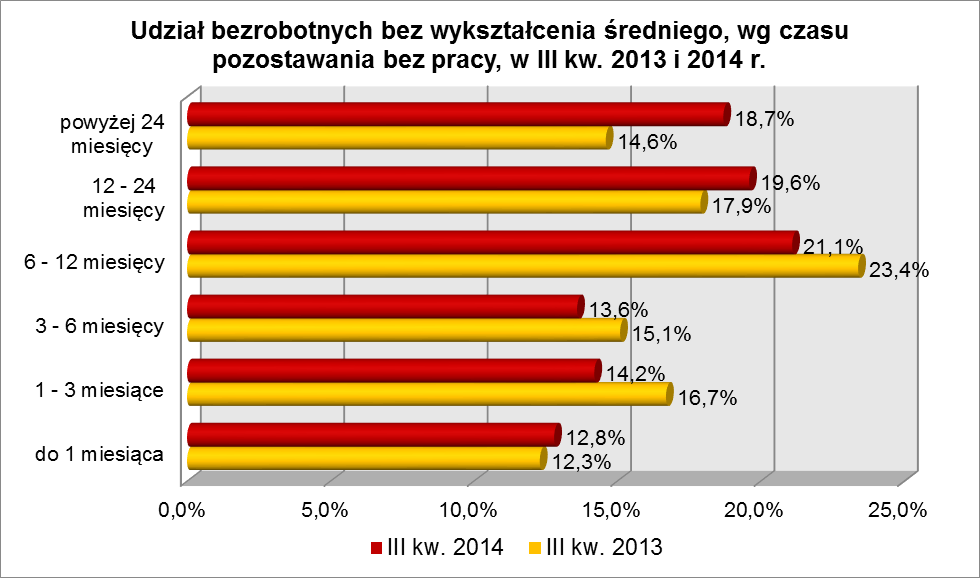 Udział bezrobotnych bez wykształcenia średniego, wg czasu
pozostawania bez pracy, w III kw. 2013 i 2014 r.
powyżej 24
miesięcy
18,7%
14,6%
12 - 24
miesięcy
19,6%
17,9%
6 - 12 miesięcy
21,1%
23,4%
3 - 6 miesięcy
13,6%
15,1%
1 - 3 miesiące
14,2%
16,7%
do 1 miesiąca
12,8%
12,3%
0,0% 5,0% 10,0% 15,0% 20,0% 25,0%
III kw. 2014 III kw. 2013